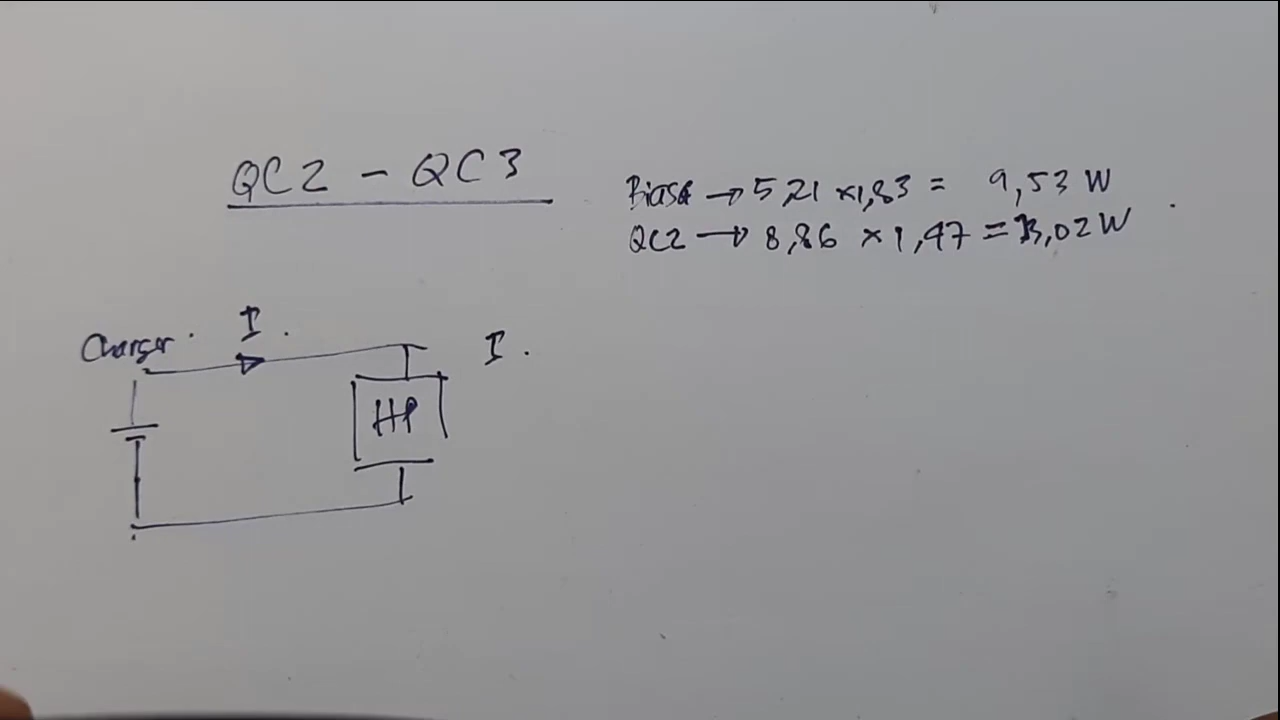 QC2 - QC3
Biasa → 5,21 x 1,83 = 9,53 W
QC2 → 8,86 x 1,47 = 13,02 W
Charger. I.
I.
HP